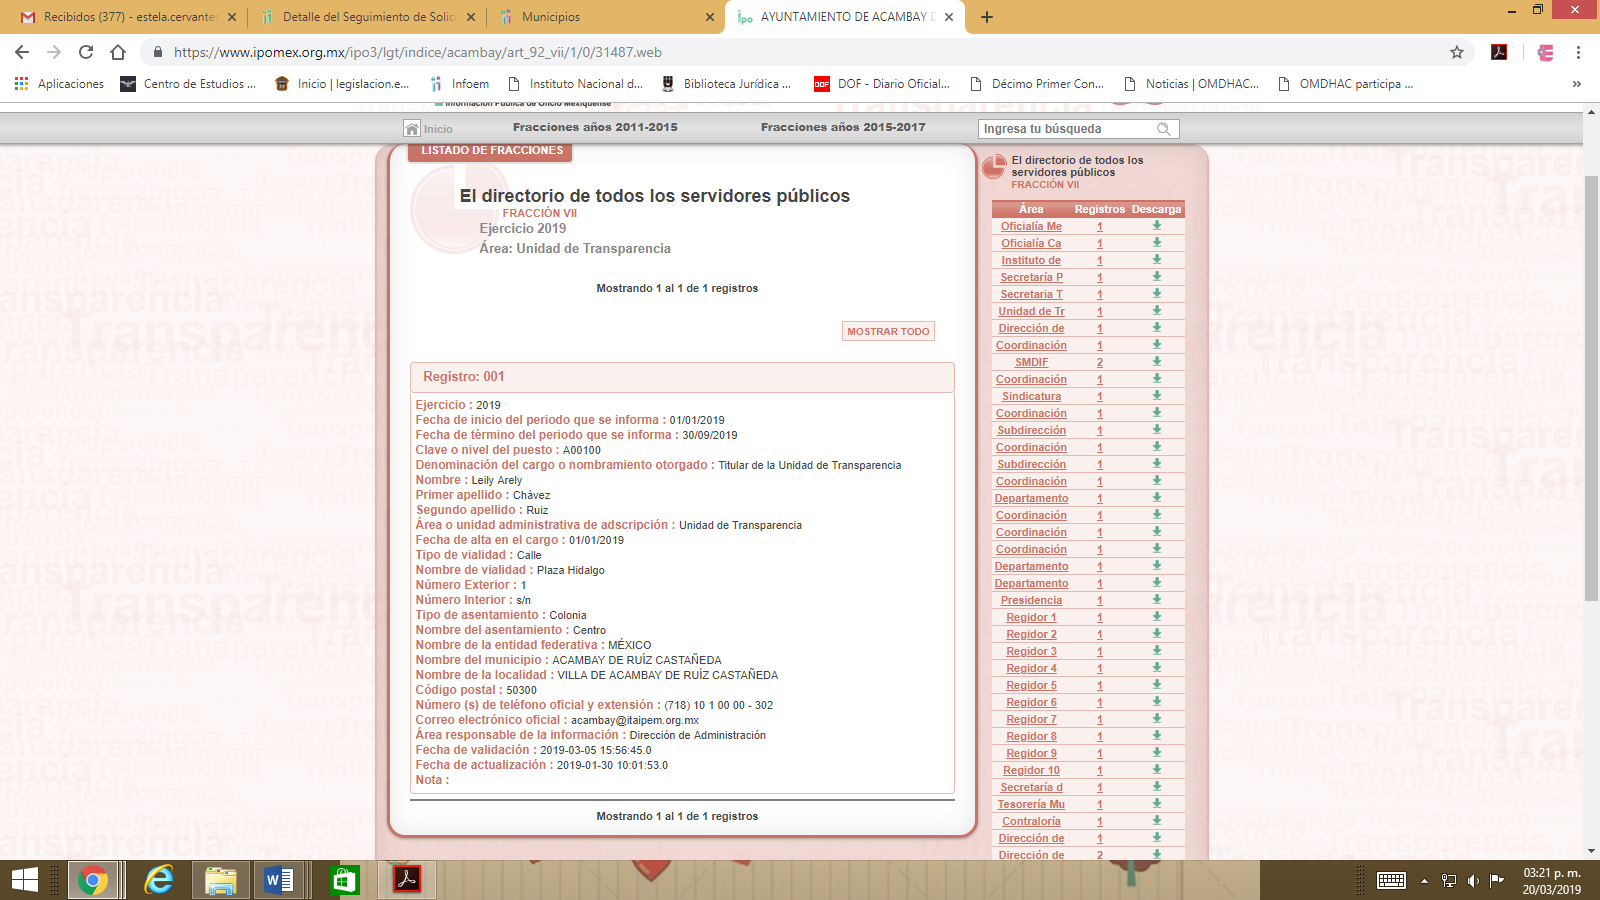 Recibidos (377) - estela.cervantes
Detalle del Seguimiento de Solic
Municipios
ipo AYUNTAMIENTO DE ACAMBAY D
https://www.ipomex.org.mx/ipo3/lgt/indice/acambay/art_92_vii/1/0/31487.web
Aplicaciones
Centro de Estudios ...
Inicio | legislacion.e...
Infoem
Instituto Nacional d...
Biblioteca Jurídica ...
DOF - Diario Oficial...
Décimo Primer Con...
Noticias | OMDHAC...
OMDHAC participa ...
»
Información Pública de Oficio Mexiquense
Inicio
Fracciones años 2011-2015
Fracciones años 2015-2017
Ingresa tu búsqueda
LISTADO DE FRACCIONES
El directorio de todos los servidores públicos
FRACCIÓN VII
Ejercicio 2019
Área: Unidad de Transparencia
Mostrando 1 al 1 de 1 registros
MOSTRAR TODO
Registro: 001
Ejercicio : 2019
Fecha de inicio del periodo que se informa : 01/01/2019
Fecha de término del periodo que se informa : 30/09/2019
Clave o nivel del puesto : A00100
Denominación del cargo o nombramiento otorgado : Titular de la Unidad de Transparencia
Nombre : Leily Arely
Primer apellido : Chávez
Segundo apellido : Ruiz
Área o unidad administrativa de adscripción : Unidad de Transparencia
Fecha de alta en el cargo : 01/01/2019
Tipo de vialidad : Calle
Nombre de vialidad : Plaza Hidalgo
Número Exterior : 1
Número Interior : s/n
Tipo de asentamiento : Colonia
Nombre del asentamiento : Centro
Nombre de la entidad federativa : MÉXICO
Nombre del municipio : ACAMBAY DE RUÍZ CASTAÑEDA
Nombre de la localidad : VILLA DE ACAMBAY DE RUÍZ CASTAÑEDA
Código postal : 50300
Número (s) de teléfono oficial y extensión : (718) 10 1 00 00 - 302
Correo electrónico oficial : acambay@itaipem.org.mx
Área responsable de la información : Dirección de Administración
Fecha de validación : 2019-03-05 15:56:45.0
Fecha de actualización : 2019-01-30 10:01:53.0
Nota :
Mostrando 1 al 1 de 1 registros
El directorio de todos los
servidores públicos
FRACCIÓN VII
Área Registros Descarga
Oficialía Me 1
Oficialía Ca 1
Instituto de 1
Secretaría P 1
Secretaria T 1
Unidad de Tr 1
Dirección de 1
Coordinación 1
SMDIF 2
Coordinación 1
Sindicatura 1
Coordinación 1
Subdirección 1
Coordinación 1
Subdirección 1
Coordinación 1
Departamento 1
Coordinación 1
Coordinación 1
Coordinación 1
Departamento 1
Departamento 1
Presidencia 1
Regidor 1 1
Regidor 2 1
Regidor 3 1
Regidor 4 1
Regidor 5 1
Regidor 6 1
Regidor 7 1
Regidor 8 1
Regidor 9 1
Regidor 10 1
Secretaría d 1
Tesorería Mu 1
Contraloría 1
Dirección de 1
Dirección de 2
03:21 p. m.
20/03/2019